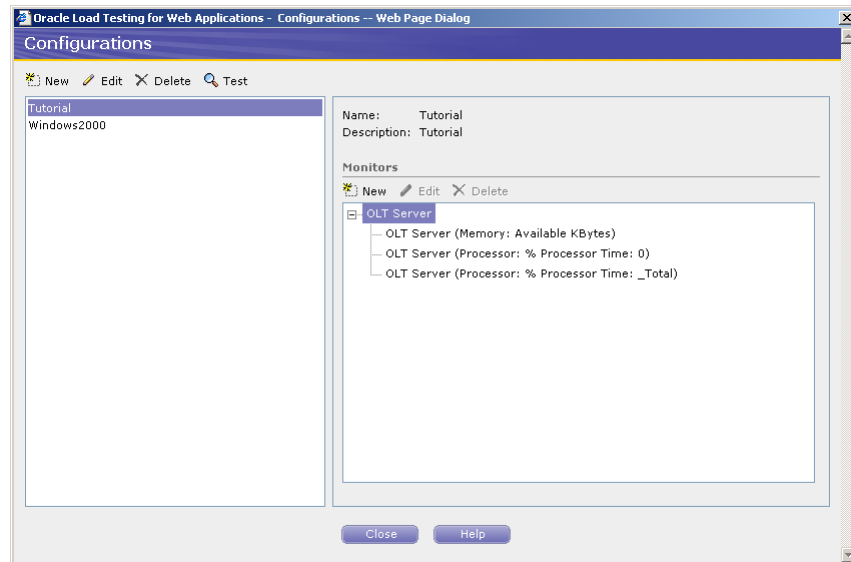 Oracle Load Testing for Web Applications - Configurations -- Web Page Dialog
Configurations
New Edit Delete Test
Tutorial
Windows2000
Name: Tutorial
Description: Tutorial
Monitors
New Edit Delete
OLT Server
OLT Server (Memory: Available KBytes)
OLT Server (Processor: % Processor Time: 0)
OLT Server (Processor: % Processor Time: _Total)
Close Help